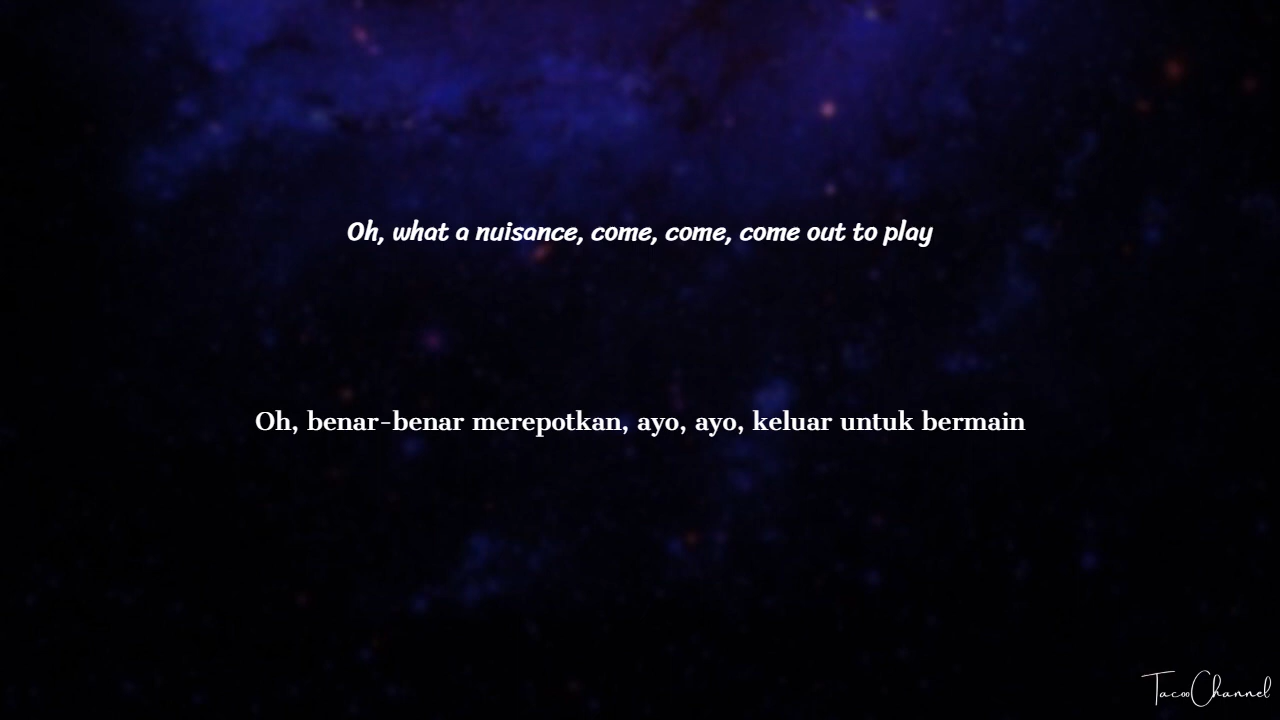 Oh, what a nuisance, come, come, come out to play
Oh, benar-benar merepotkan, ayo, ayo, keluar untuk bermain
TacooChannel